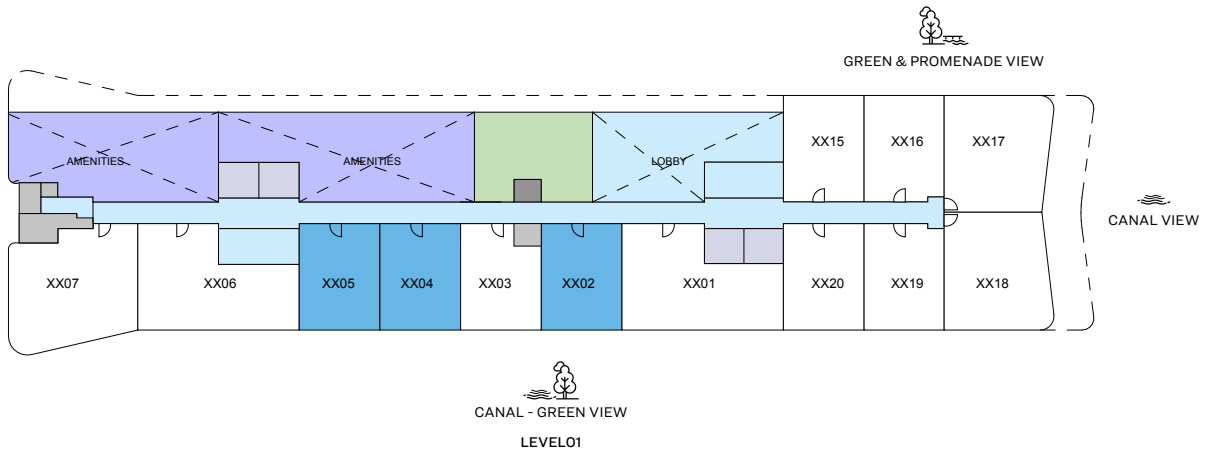 GREEN & PROMENADE VIEW
AMENITIES
AMENITIES
LOBBY
XX15
XX16
XX17
CANAL VIEW
XX07
XX06
XX05
XX04
XX03
XX02
XX01
XX20
XX19
XX18
CANAL - GREEN VIEW
LEVEL01